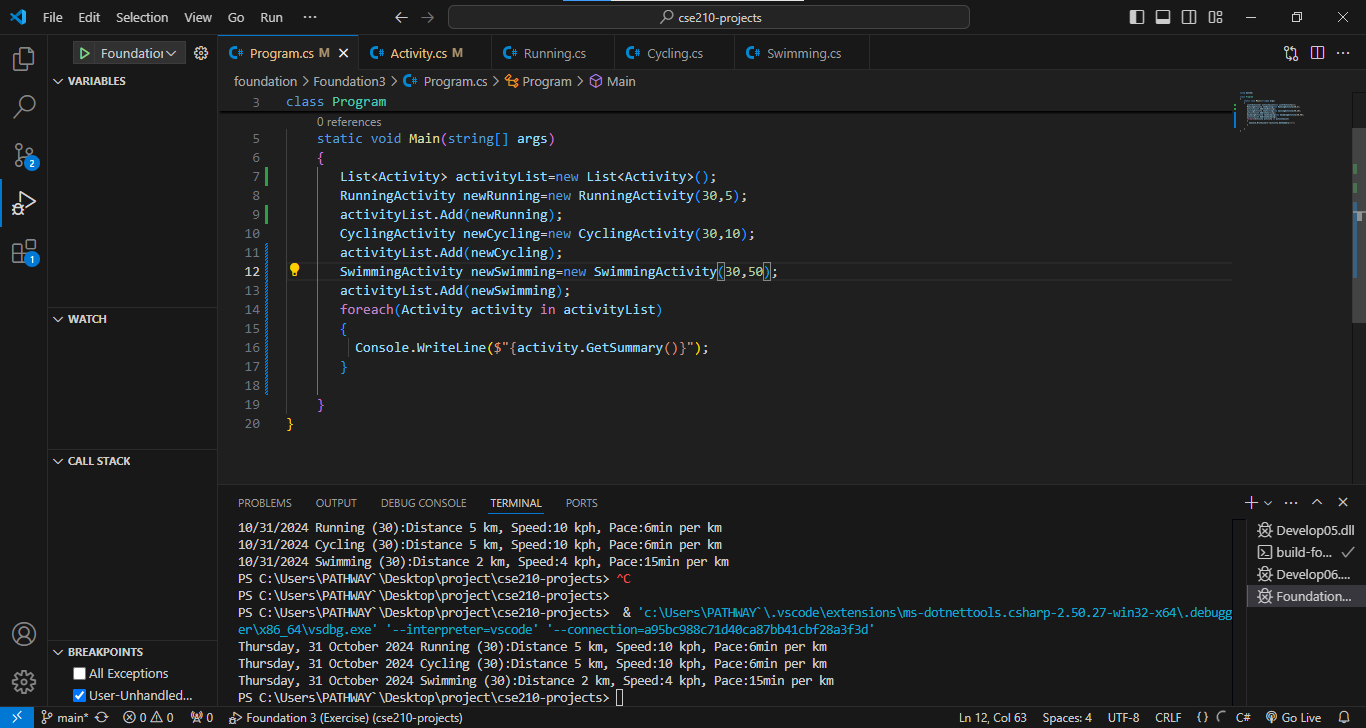 File Edit Selection View Go Run ··· cse210-projects
Foundation Program.cs M Activity.cs M Running.cs Cycling.cs Swimming.cs
VARIABLES
foundation > Foundation3 > Program.cs > Program > Main
3 class Program
0 references
5 static void Main(string[] args)
6 {
7 List<Activity> activityList=new List<Activity>();
8 RunningActivity newRunning=new RunningActivity(30,5);
9 activityList.Add(newRunning);
10 CyclingActivity newCycling=new CyclingActivity(30,10);
11 activityList.Add(newCycling);
12 SwimmingActivity newSwimming=new SwimmingActivity(30,50);
13 activityList.Add(newSwimming);
14 foreach(Activity activity in activityList)
15 {
16 Console.WriteLine($"{activity.GetSummary()}");
17 }
18
19 }
20 }
2
1
WATCH
CALL STACK
BREAKPOINTS
All Exceptions
User-Unhandled...
PROBLEMS OUTPUT DEBUG CONSOLE TERMINAL PORTS
10/31/2024 Running (30):Distance 5 km, Speed:10 kph, Pace:6min per km
10/31/2024 Cycling (30):Distance 5 km, Speed:10 kph, Pace:6min per km
10/31/2024 Swimming (30):Distance 2 km, Speed:4 kph, Pace:15min per km
PS C:\Users\PATHWAY`\Desktop\project\cse210-projects> ^C
PS C:\Users\PATHWAY`\Desktop\project\cse210-projects>
PS C:\Users\PATHWAY`\Desktop\project\cse210-projects>  & 'c:\Users\PATHWAY`\.vscode\extensions\ms-dotnettools.csharp-2.50.27-win32-x64\.debugg
er\x86_64\vsdbg.exe' '--interpreter=vscode' '--connection=a95bc988c71d40ca87bb41cbf28a3f3d'
Thursday, 31 October 2024 Running (30):Distance 5 km, Speed:10 kph, Pace:6min per km
Thursday, 31 October 2024 Cycling (30):Distance 5 km, Speed:10 kph, Pace:6min per km
Thursday, 31 October 2024 Swimming (30):Distance 2 km, Speed:4 kph, Pace:15min per km
PS C:\Users\PATHWAY`\Desktop\project\cse210-projects>
Develop05.dll
build-fo...
Develop06....
Foundation...
main* 0 0 0 Foundation 3 (Exercise) (cse210-projects) Ln 12, Col 63 Spaces: 4 UTF-8 CRLF {} C# Go Live